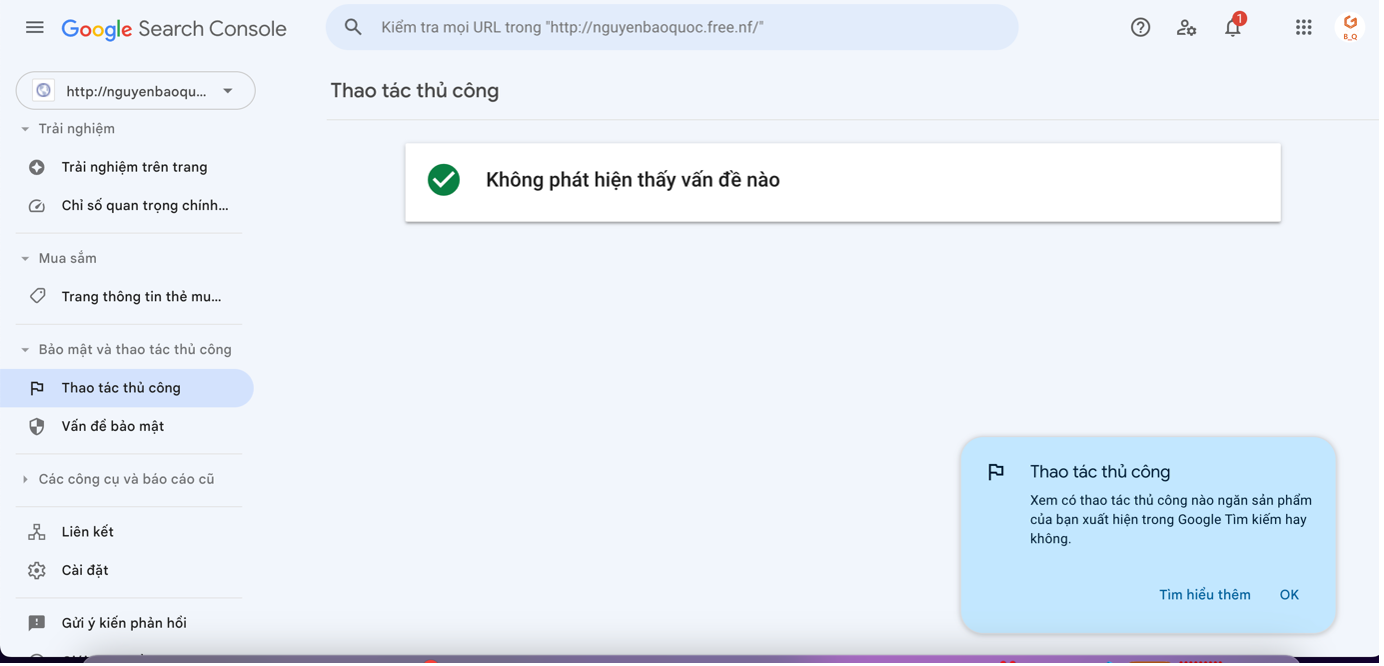 Google Search Console
Kiểm tra mọi URL trong "http://nguyenbaoquoc.free.nf/"
1
B_Q
http://nguyenbaoqu...
Thao tác thủ công
Trải nghiệm
Trải nghiệm trên trang
Chỉ số quan trọng chính...
Mua sắm
Trang thông tin thẻ mu...
Bảo mật và thao tác thủ công
Thao tác thủ công
Vấn đề bảo mật
Các công cụ và báo cáo cũ
Liên kết
Cài đặt
Gửi ý kiến phản hồi
Không phát hiện thấy vấn đề nào
Thao tác thủ công
Xem có thao tác thủ công nào ngăn sản phẩm
của bạn xuất hiện trong Google Tìm kiếm hay
không.
Tìm hiểu thêm OK